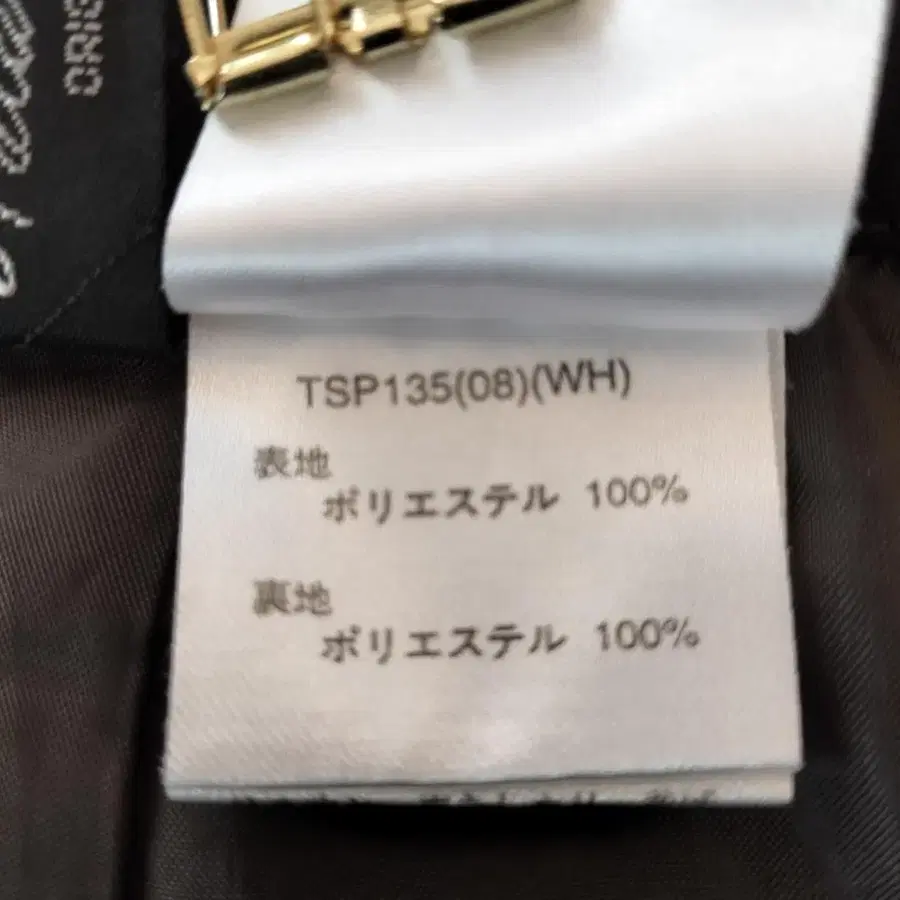 TSP135(08)(WH)
表地
ポリエステル 100%
裏地
ポリエステル 100%